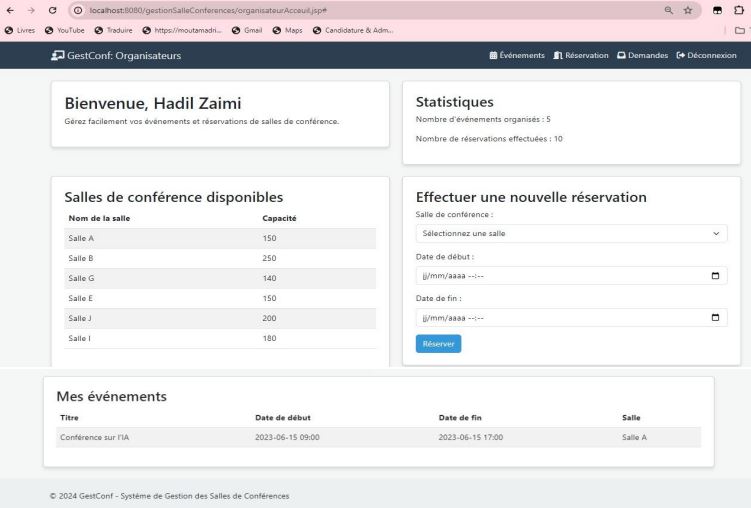 localhost:8080/gestionSalleConferences/organisateurAcceuil.jsp#
Livres YouTube Traduire https://moutamadri... Gmail Maps Candidature & Adm...
GestConf: Organisateurs
Événements Réservation Demandes Déconnexion
Bienvenue, Hadil Zaimi
Gérez facilement vos événements et réservations de salles de conférence.
Statistiques
Nombre d'événements organisés : 5
Nombre de réservations effectuées : 10
Salles de conférence disponibles
Nom de la salle Capacité
Salle A 150
Salle B 250
Salle G 140
Salle E 150
Salle J 200
Salle I 180
Effectuer une nouvelle réservation
Salle de conférence :
Sélectionnez une salle
Date de début :
jj/mm/aaaa --:--
Date de fin :
jj/mm/aaaa --:--
Réserver
Mes événements
Titre Date de début Date de fin Salle
Conférence sur l'IA 2023-06-15 09:00 2023-06-15 17:00 Salle A
© 2024 GestConf - Système de Gestion des Salles de Conférences